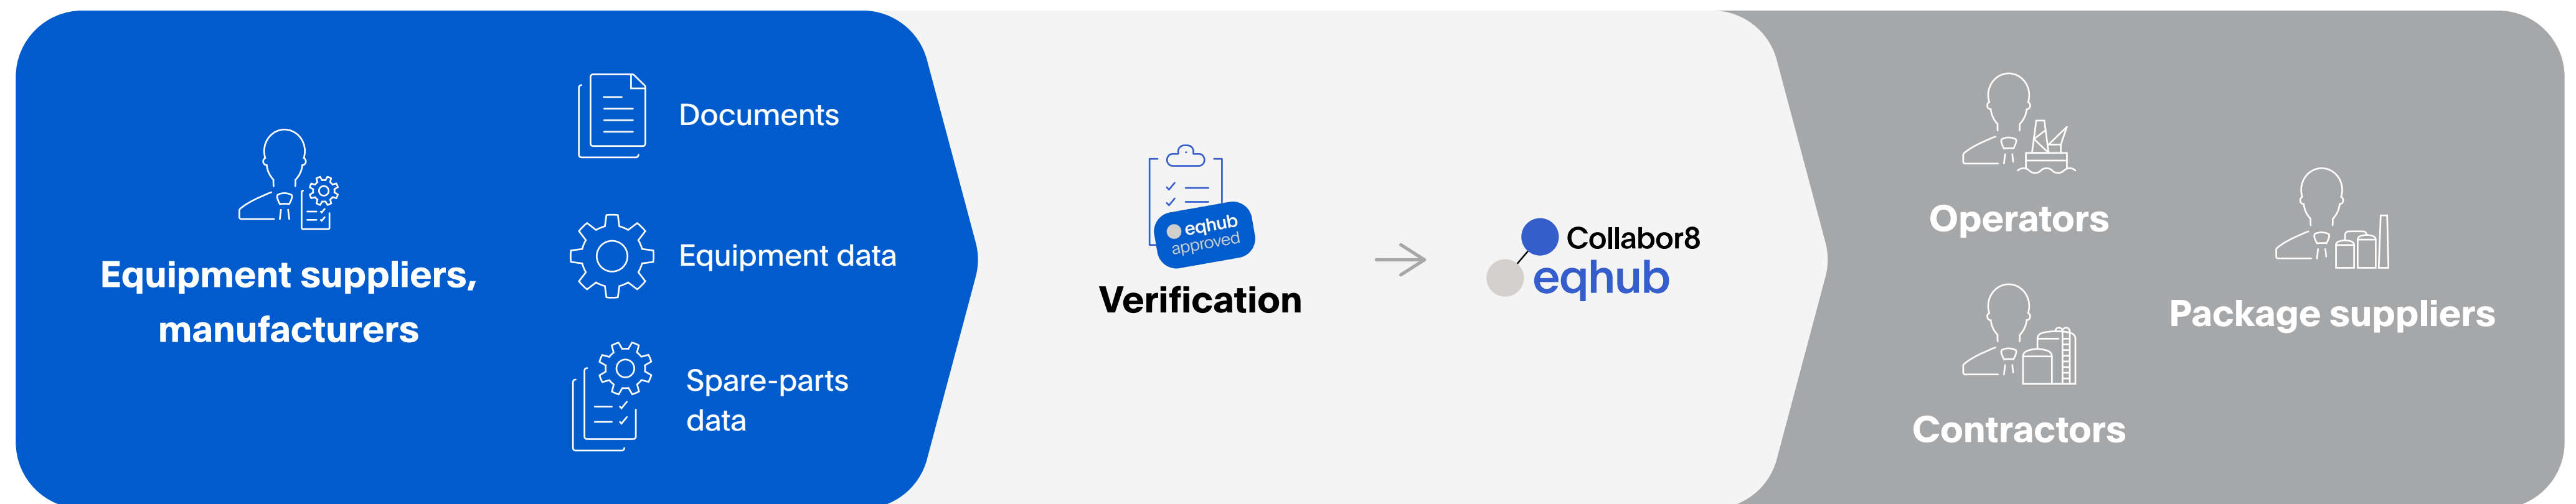 Equipment suppliers,
manufacturers
Documents
Equipment data
Spare-parts
data
eqhub
approved
Verification
Collabor8
eqhub
Operators
Contractors
Package suppliers